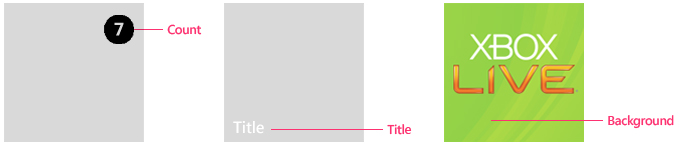 7
Count
Title
Title
XBOX
LIVE
Background